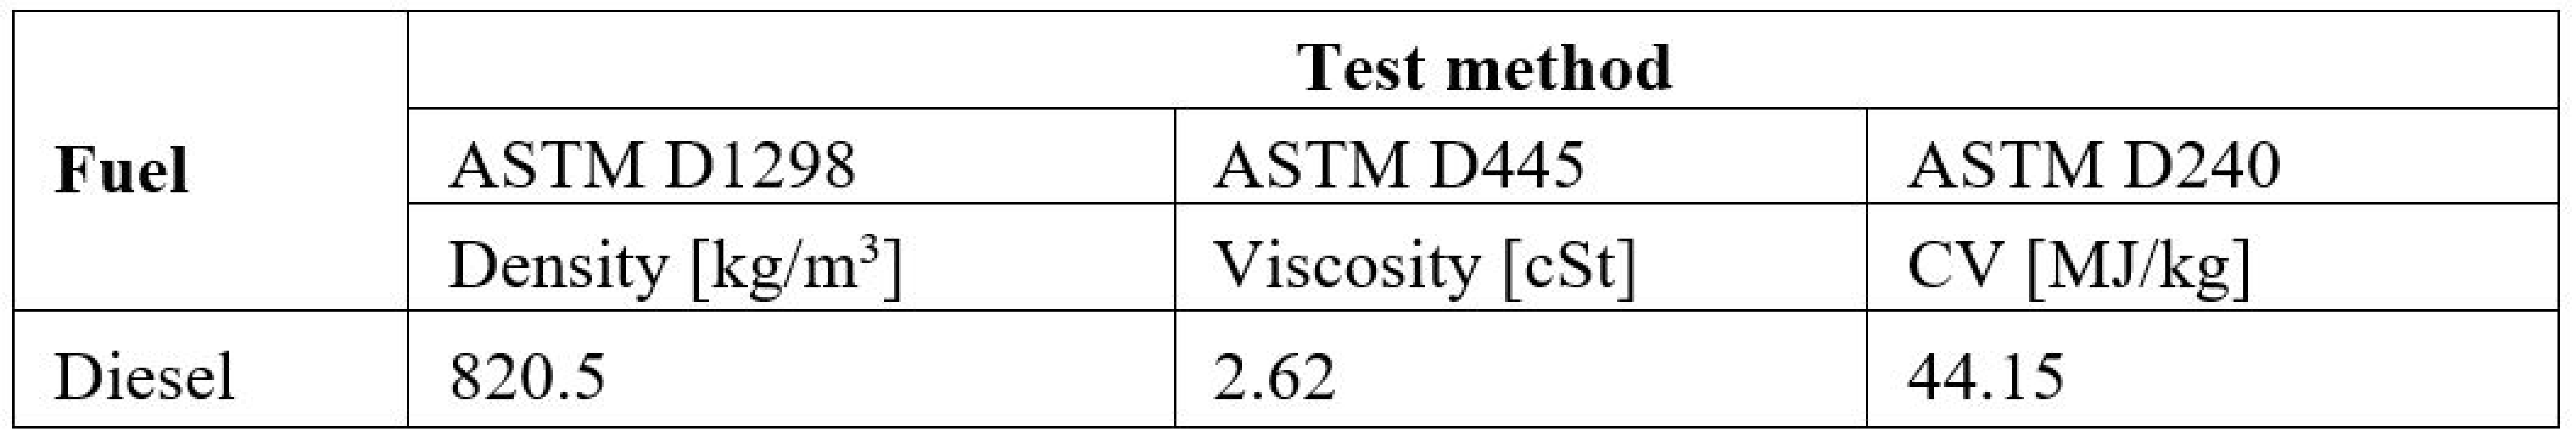 Test method
Fuel
ASTM D1298 ASTM D445 ASTM D240
Density [kg/m³] Viscosity [cSt] CV [MJ/kg]
Diesel 820.5 2.62 44.15